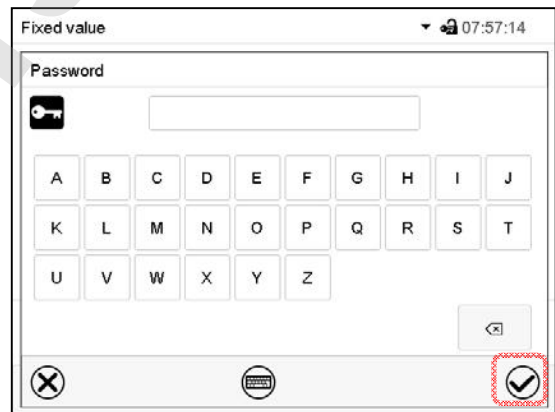 Fixed value 07:57:14
Password
A B C D E F G H I J
K L M N O P Q R S T
U V W X Y Z